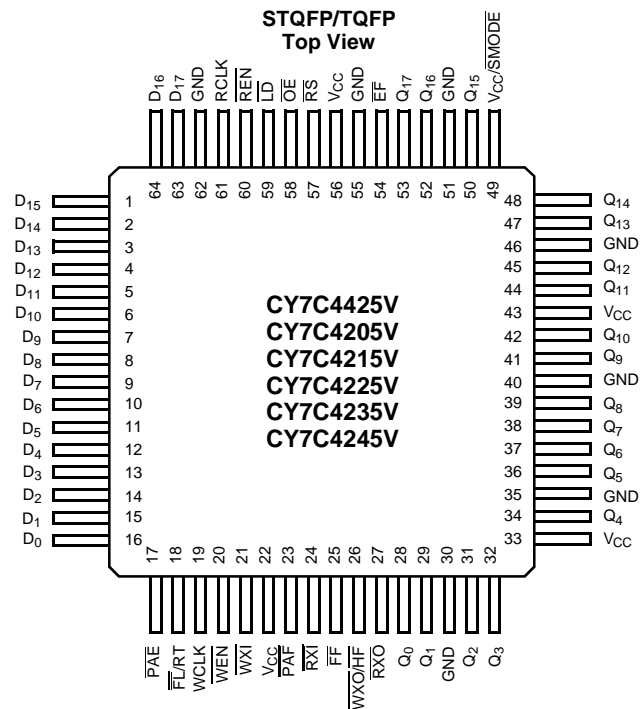 STQFP/TQFP
Top View
D16 D17 GND RCLK REN LD OE RS VCC GND EF Q17 Q16 GND Q15 VCC/SMODE
64 63 62 61 60 59 58 57 56 55 54 53 52 51 50 49
D15 1
D14 2
D13 3
D12 4
D11 5
D10 6
D9 7
D8 8
D7 9
D6 10
D5 11
D4 12
D3 13
D2 14
D1 15
D0 16
CY7C4425V
CY7C4205V
CY7C4215V
CY7C4225V
CY7C4235V
CY7C4245V
48 Q14
47 Q13
46 GND
45 Q12
44 Q11
43 VCC
42 Q10
41 Q9
40 GND
39 Q8
38 Q7
37 Q6
36 Q5
35 GND
34 Q4
33 VCC
17 18 19 20 21 22 23 24 25 26 27 28 29 30 31 32
PAE FL/RT WCLK WEN WXI VCC PAF RXI FF WXO/HF RXO Q0 Q1 GND Q2 Q3